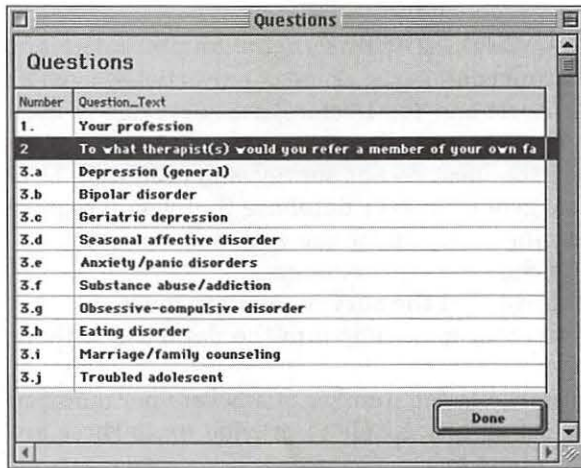 Questions
Questions
Number Question_Text
1. Your profession
2 To what therapist(s) would you refer a member of your own fa
3.a Depression (general)
3.b Bipolar disorder
3.c Geriatric depression
3.d Seasonal affective disorder
3.e Anxiety/panic disorders
3.f Substance abuse/addiction
3.g Obsessive-compulsive disorder
3.h Eating disorder
3.i Marriage/family counseling
3.j Troubled adolescent
Done